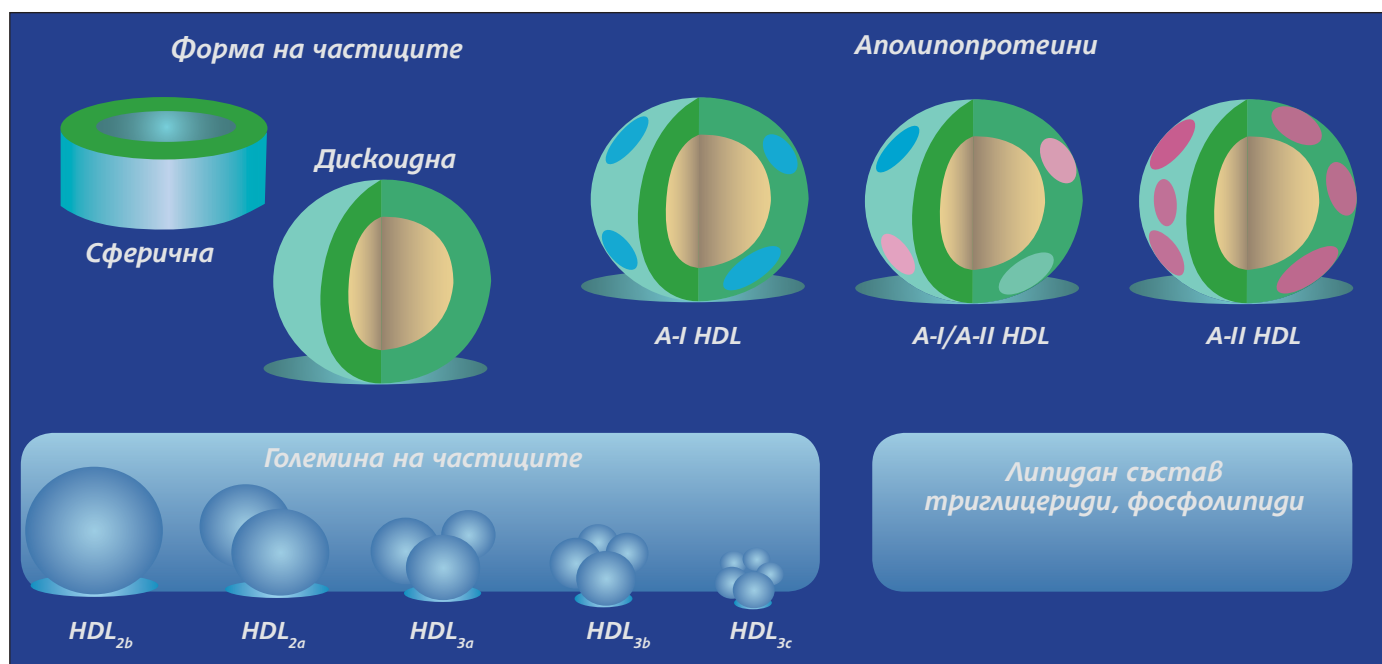 Форма на частиците
Аполипопротеини
Дискоидна
Сферична
A-I HDL
A-I/A-II HDL
A-II HDL
Големина на частиците
Липидан състав
триглицериди, фосфолипиди
HDL2b
HDL2a
HDL3a
HDL3b
HDL3c